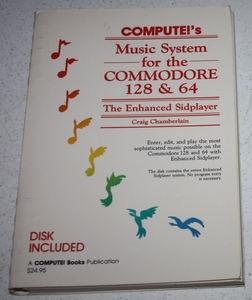 COMPUTE!'s
Music System
for the
COMMODORE
128 & 64
The Enhanced Sidplayer
Craig Chamberlain
Enter, edit, and play the most
sophisticated music possible on the
Commodore 128 and 64 with
Enhanced Sidplayer.
The disk contains the entire Enhanced
Sidplayer system. No program entry
is necessary.
DISK
INCLUDED
A COMPUTE! Books Publication
$24.95